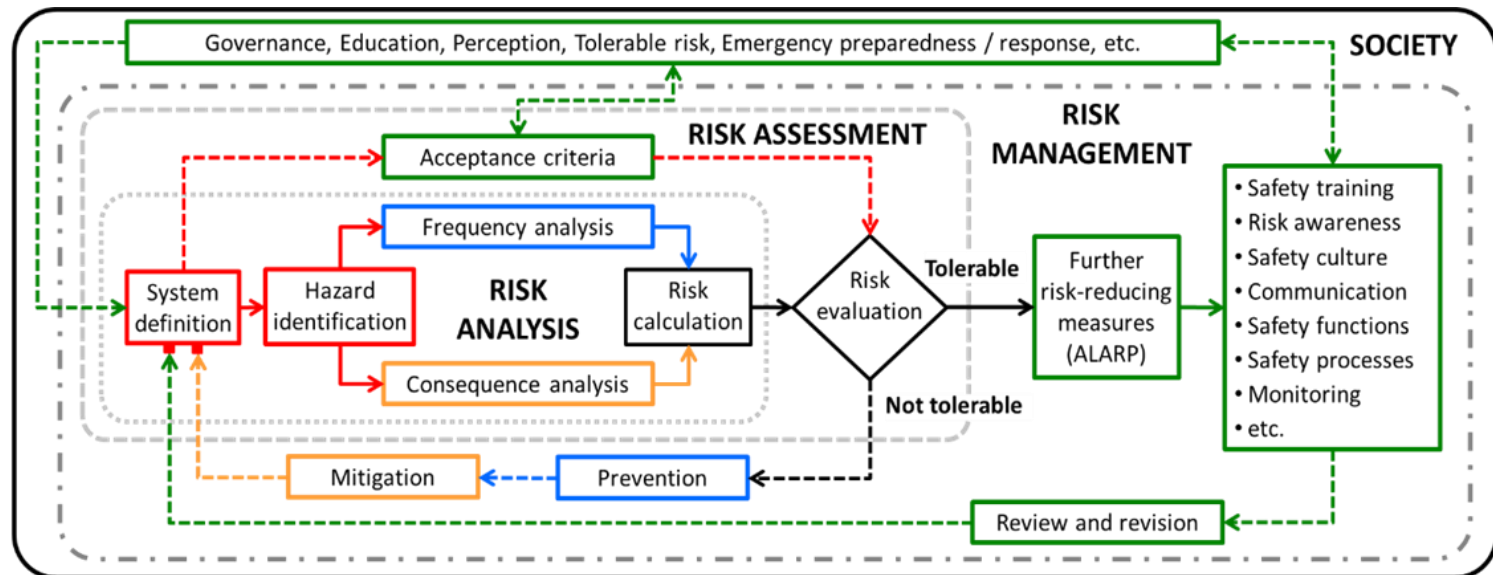 Governance, Education, Perception, Tolerable risk, Emergency preparedness / response, etc.
SOCIETY
RISK ASSESSMENT
RISK
MANAGEMENT
Acceptance criteria
Frequency analysis
System
definition
Hazard
identification
RISK
ANALYSIS
Risk
calculation
Consequence analysis
Risk
evaluation
Tolerable
Not tolerable
Further
risk-reducing
measures
(ALARP)
• Safety training
• Risk awareness
• Safety culture
• Communication
• Safety functions
• Safety processes
• Monitoring
• etc.
Mitigation
Prevention
Review and revision